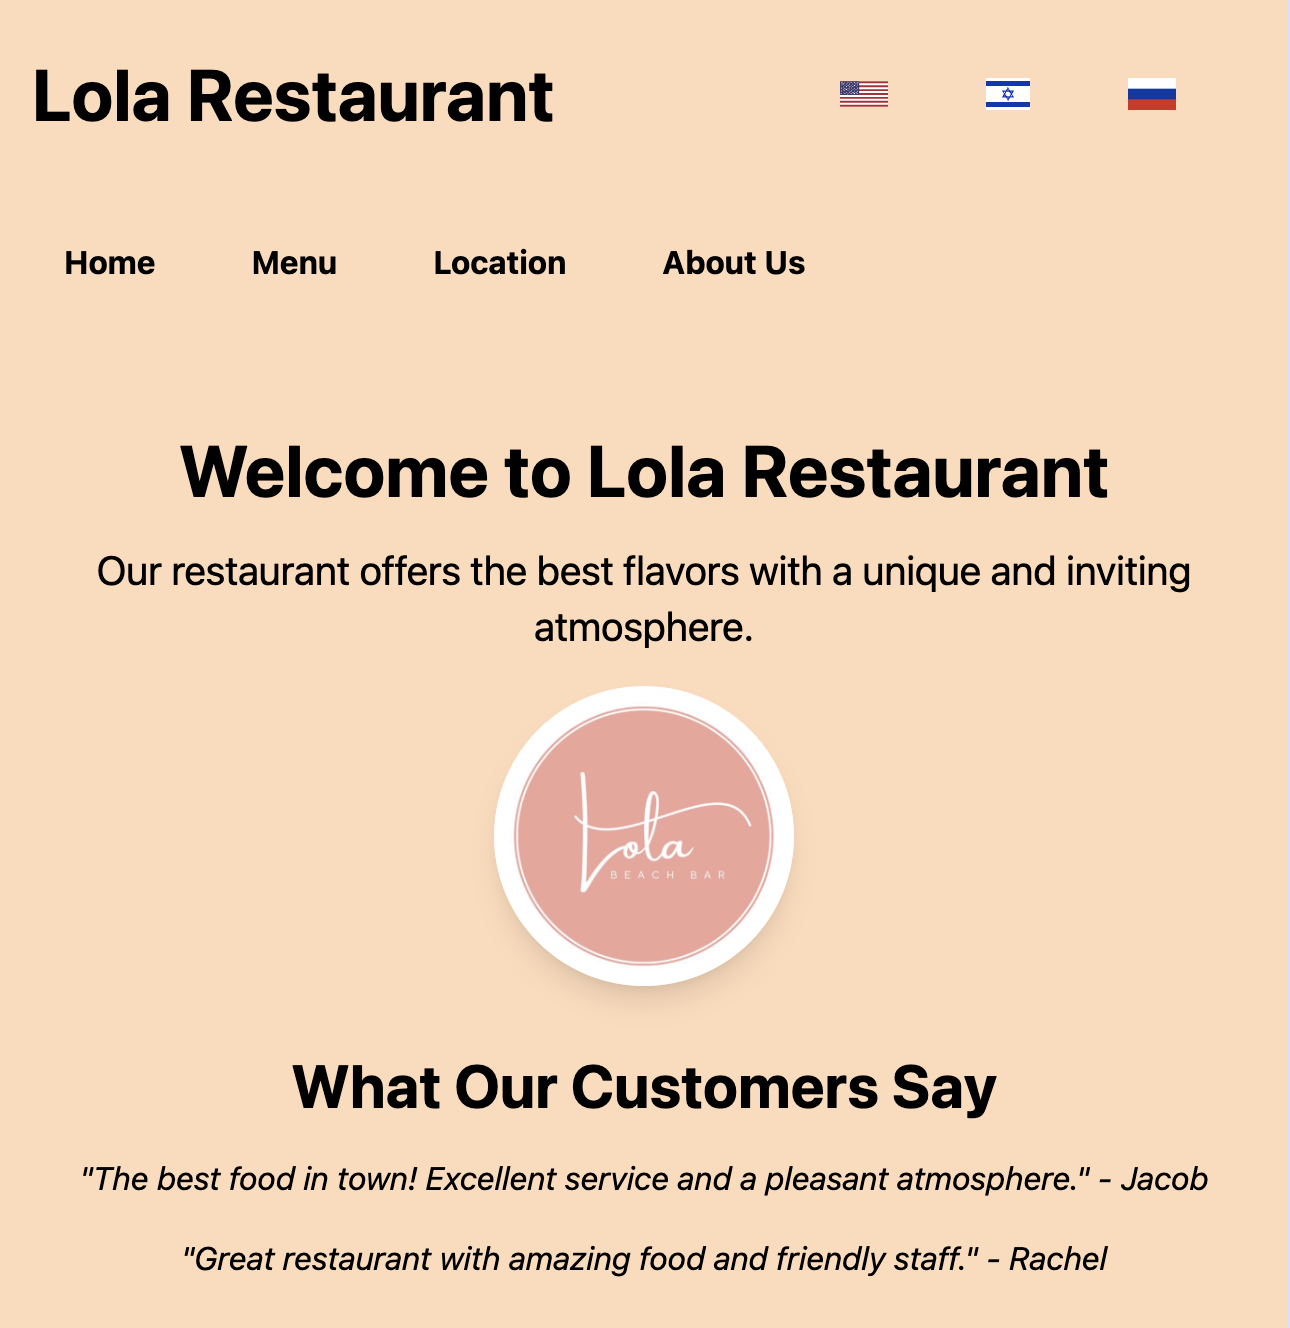 Lola Restaurant
Home Menu Location About Us
Welcome to Lola Restaurant
Our restaurant offers the best flavors with a unique and inviting
atmosphere.
Lola
BEACH BAR
What Our Customers Say
"The best food in town! Excellent service and a pleasant atmosphere." - Jacob
"Great restaurant with amazing food and friendly staff." - Rachel